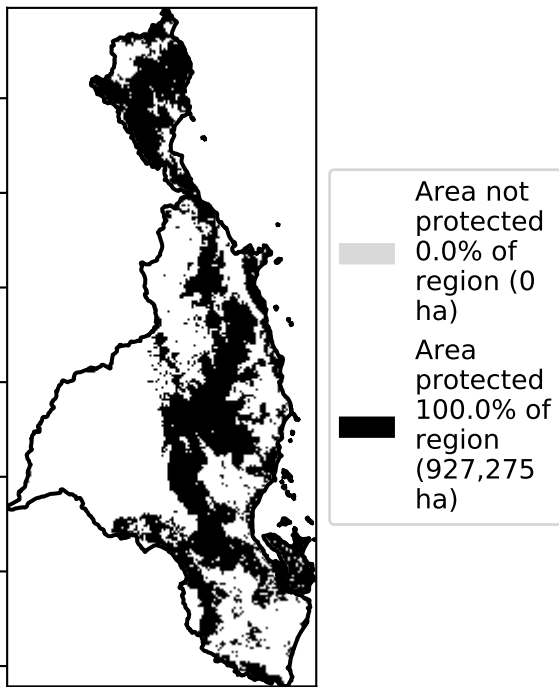 Area not
protected
0.0% of
region (0
ha)
Area
protected
100.0% of
region
(927,275
ha)